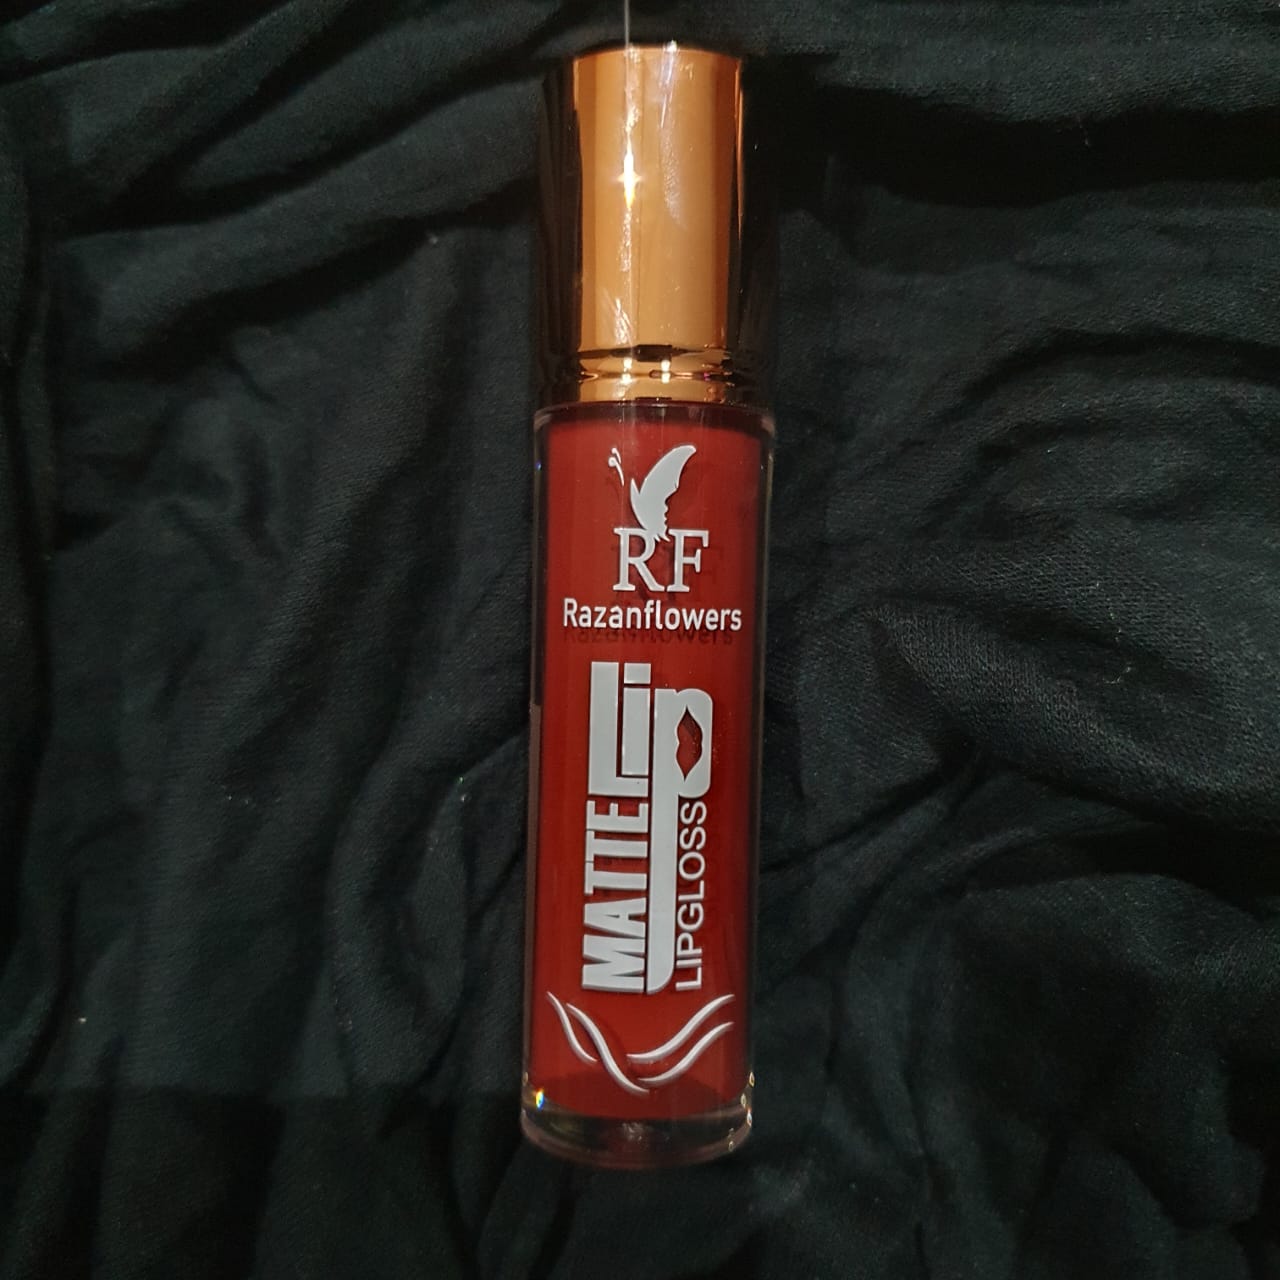 RF
Razanflowers
MATTE Lip
LIPGLOSS